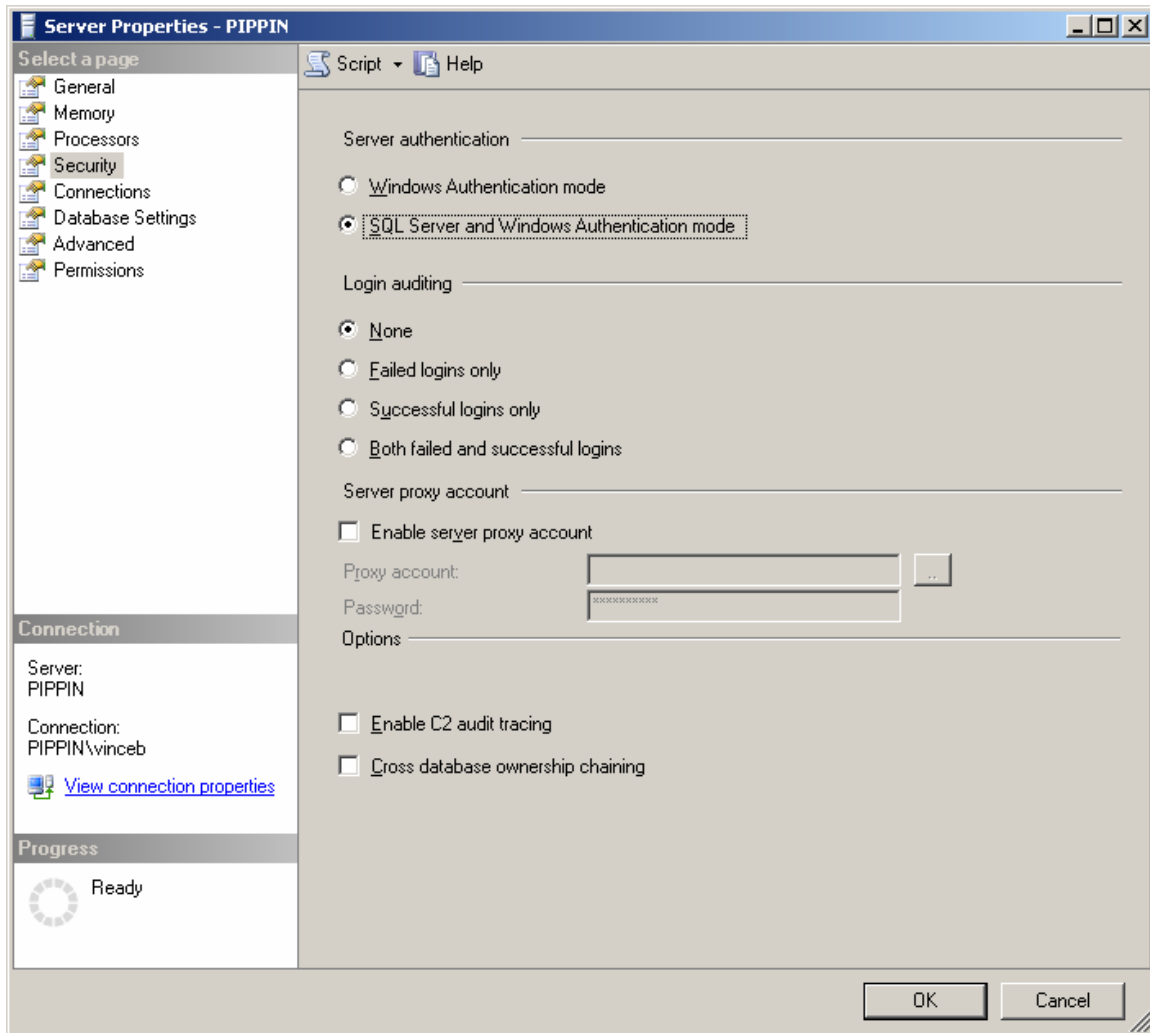 Server Properties - PIPPIN
Select a page
General
Memory
Processors
Security
Connections
Database Settings
Advanced
Permissions
Connection
Server:
PIPPIN
Connection:
PIPPIN\vinceb
View connection properties
Progress
Ready
Script
Help
Server authentication
Windows Authentication mode
SQL Server and Windows Authentication mode
Login auditing
None
Failed logins only
Successful logins only
Both failed and successful logins
Server proxy account
Enable server proxy account
Proxy account:
..
Password:
**********
Options
Enable C2 audit tracing
Cross database ownership chaining
OK
Cancel